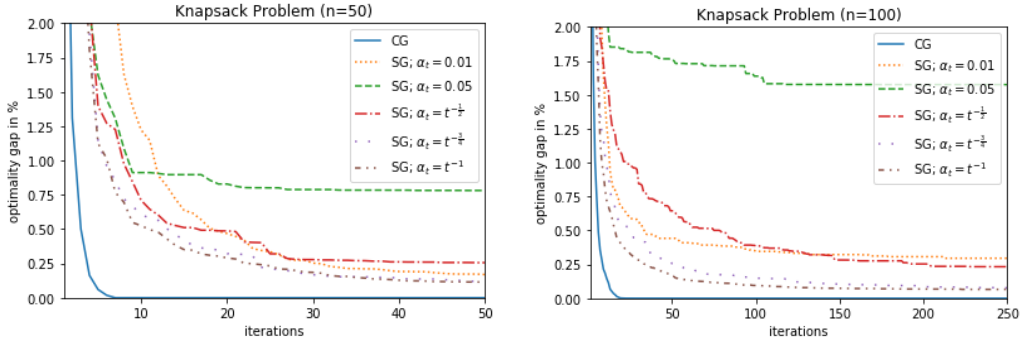 Knapsack Problem (n=50)
optimality gap in %
2.00
1.75
1.50
1.25
1.00
0.75
0.50
0.25
0.00
CG
SG; αₜ = 0.01
SG; αₜ = 0.05
SG; αₜ = t^{-1/2}
SG; αₜ = t^{-3/4}
SG; αₜ = t⁻¹
10 20 30 40 50
iterations
Knapsack Problem (n=100)
optimality gap in %
2.00
1.75
1.50
1.25
1.00
0.75
0.50
0.25
0.00
CG
SG; αₜ = 0.01
SG; αₜ = 0.05
SG; αₜ = t^{-1/2}
SG; αₜ = t^{-3/4}
SG; αₜ = t⁻¹
50 100 150 200 250
iterations